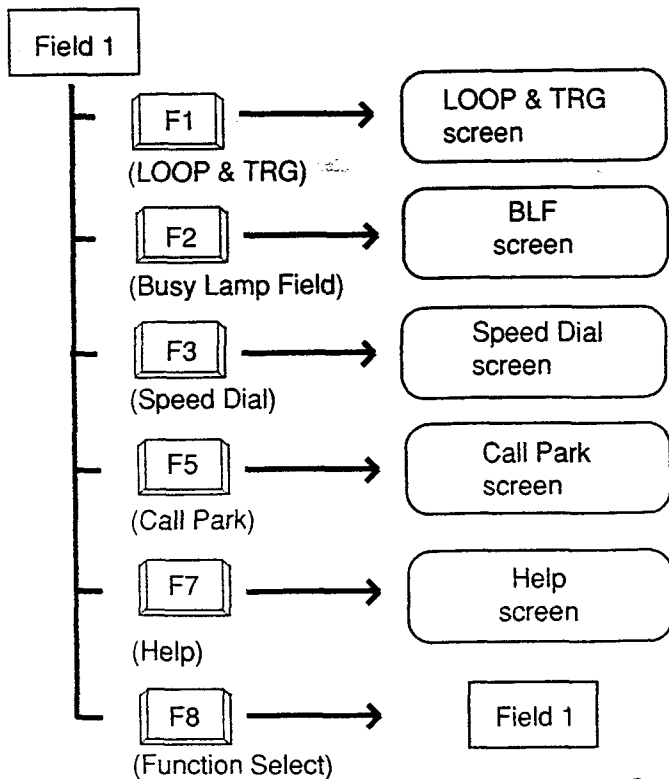 Field 1
F1
(LOOP & TRG)
LOOP & TRG
screen
F2
(Busy Lamp Field)
BLF
screen
F3
(Speed Dial)
Speed Dial
screen
F5
(Call Park)
Call Park
screen
F7
(Help)
Help
screen
F8
(Function Select)
Field 1